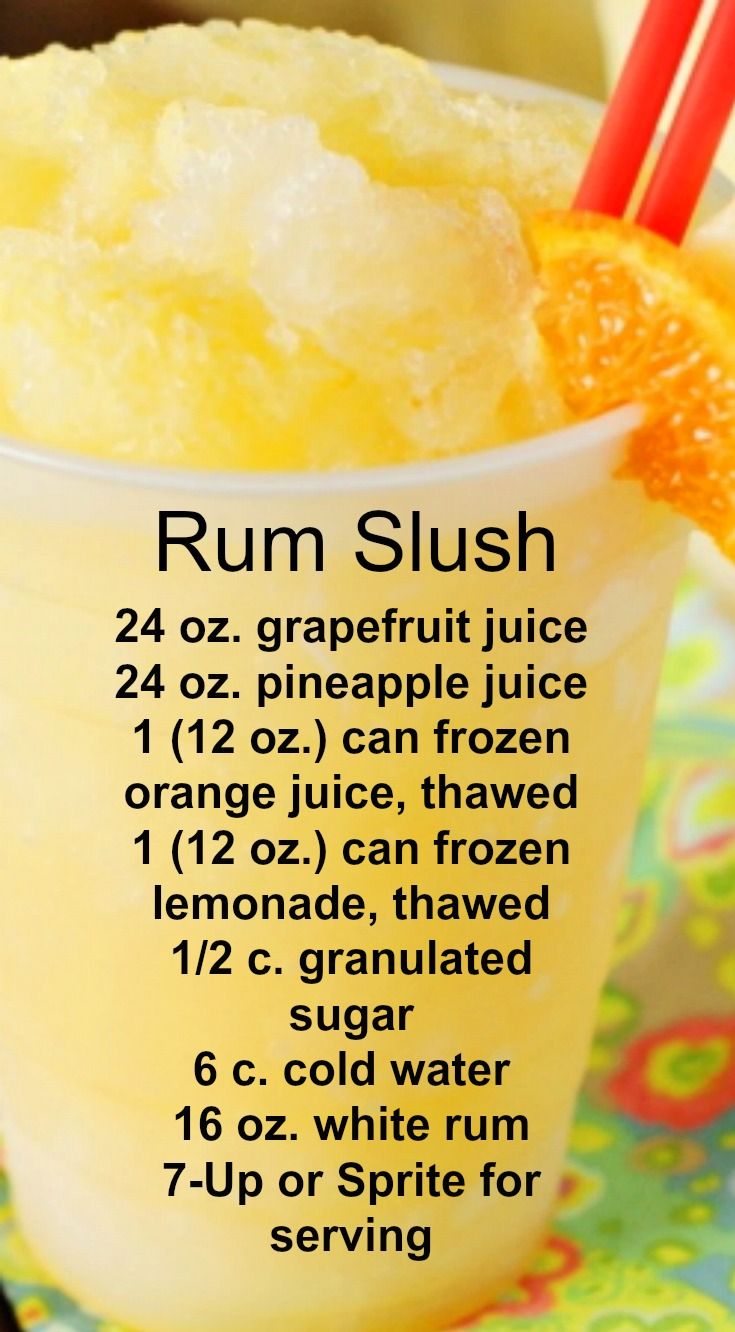 Rum Slush
24 oz. grapefruit juice
24 oz. pineapple juice
1 (12 oz.) can frozen
orange juice, thawed
1 (12 oz.) can frozen
lemonade, thawed
1/2 c. granulated
sugar
6 c. cold water
16 oz. white rum
7-Up or Sprite for
serving